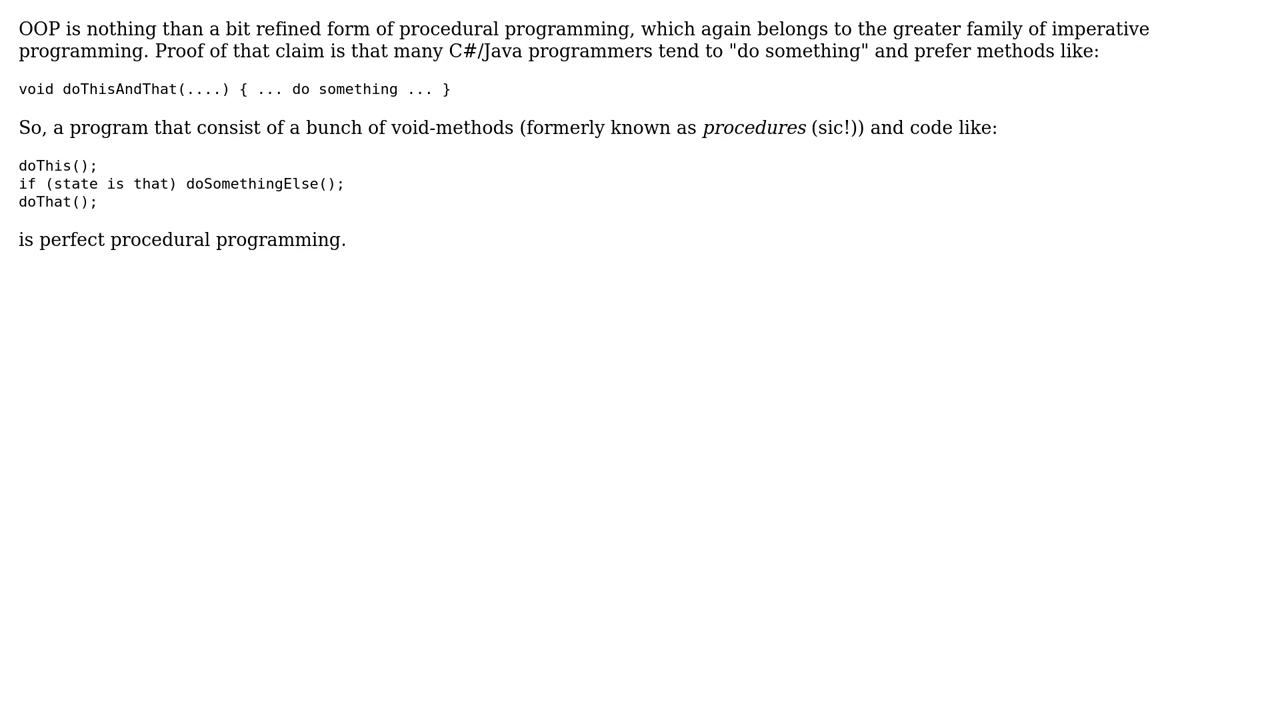 OOP is nothing than a bit refined form of procedural programming, which again belongs to the greater family of imperative
programming. Proof of that claim is that many C#/Java programmers tend to "do something" and prefer methods like:
void doThisAndThat(....) { ... do something ... }
So, a program that consist of a bunch of void-methods (formerly known as procedures (sic!)) and code like:
doThis();
if (state is that) doSomethingElse();
doThat();
is perfect procedural programming.